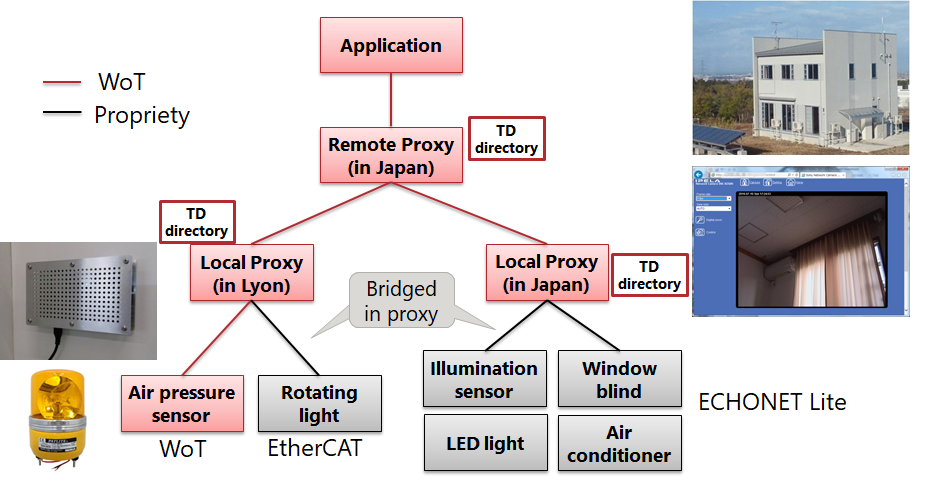 Application
WoT
Propriety
Remote Proxy
(in Japan)
TD
directory
TD
directory
Local Proxy
(in Lyon)
Local Proxy
(in Japan)
TD
directory
Bridged
in proxy
Air pressure
sensor
WoT
Rotating
light
EtherCAT
Illumination
sensor
Window
blind
LED light
Air
conditioner
ECHONET Lite
IPELA